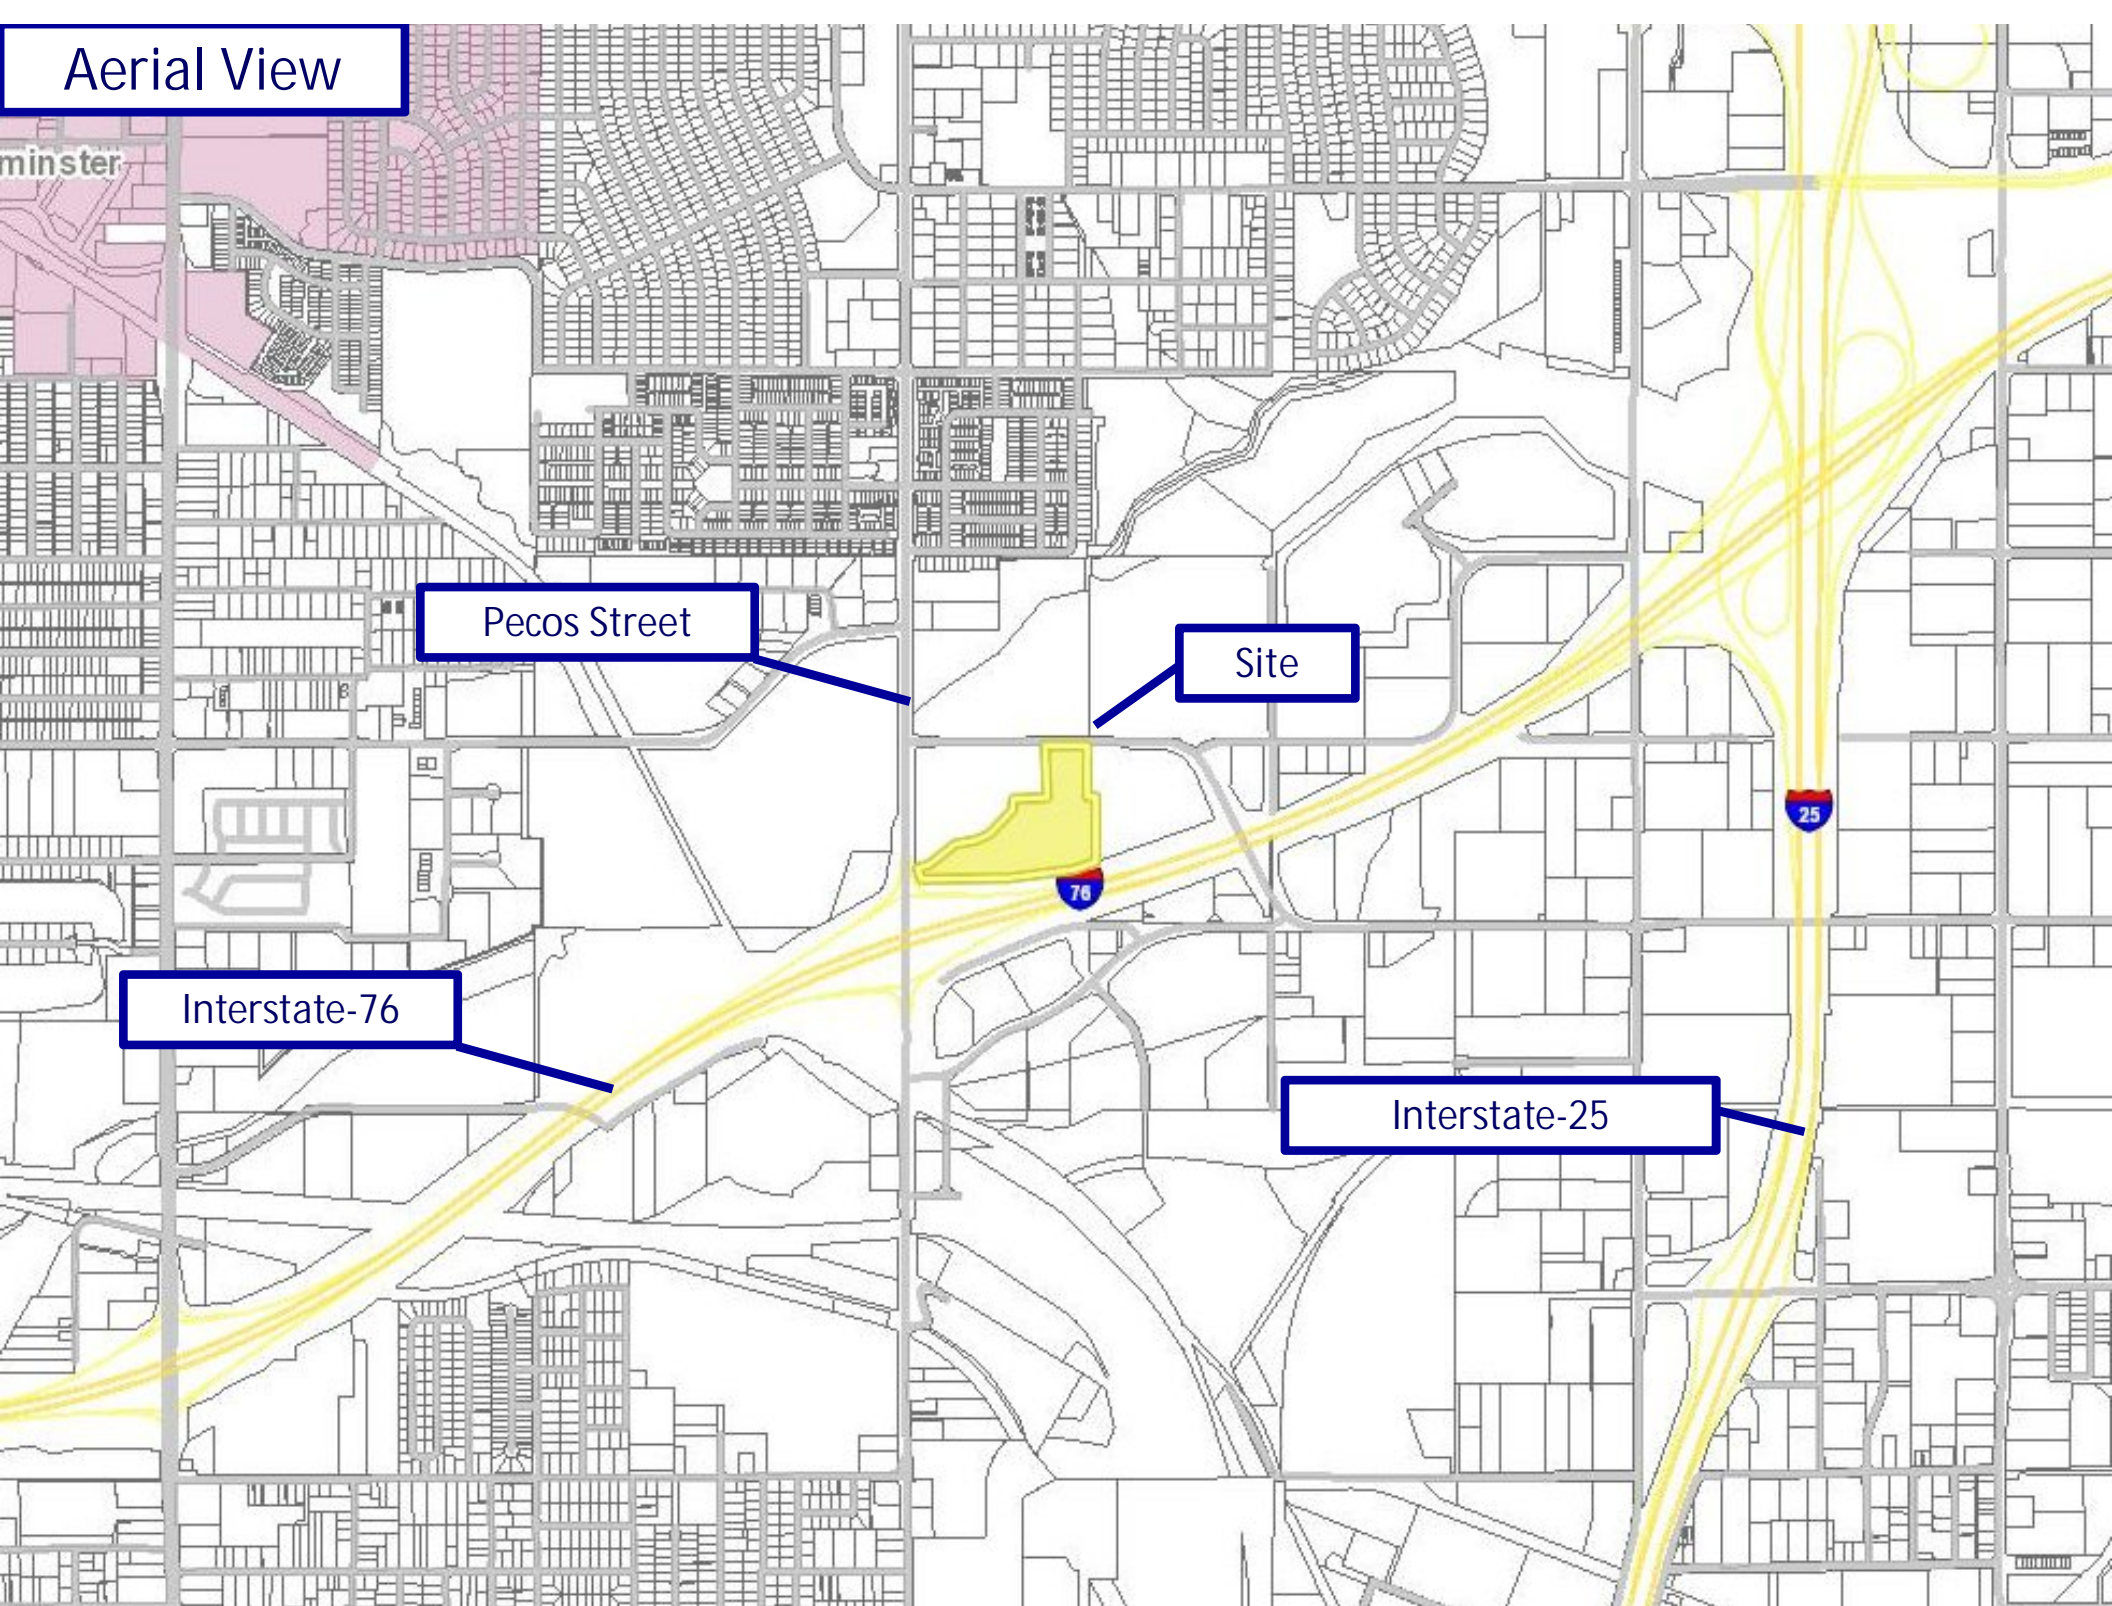 Aerial View
minster
Pecos Street
Site
25
76
Interstate-76
Interstate-25